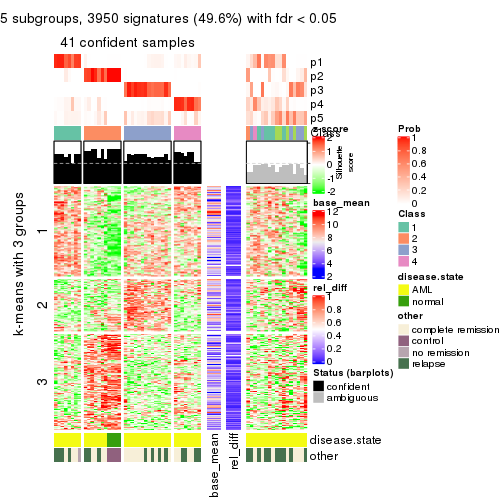 5 subgroups, 3950 signatures (49.6%) with fdr < 0.05
41 confident samples
p1
p2
p3
p4
p5
Class
1
2
3
k-means with 3 groups
base_mean
rel_diff
disease.state
other
z-score
2
1
0
-1
-2
Silhouette
score
base_mean
12
10
8
6
4
2
rel_diff
1
0.8
0.6
0.4
0.2
0
Status (barplots)
confident
ambiguous
Prob
1
0.8
0.6
0.4
0.2
0
Class
1
2
3
4
disease.state
AML
normal
other
complete remission
control
no remission
relapse